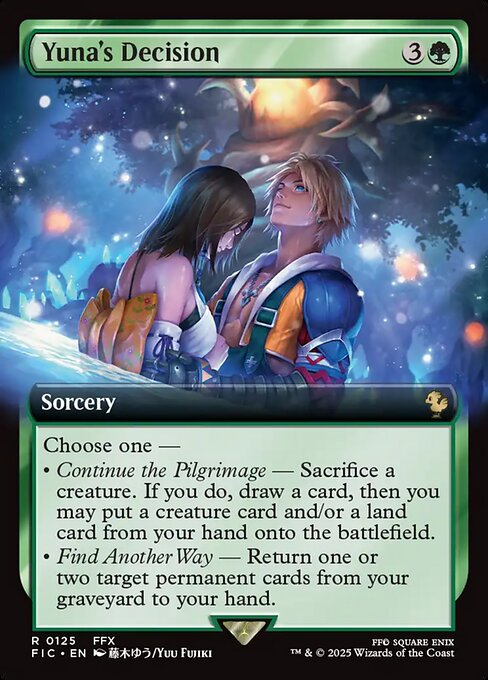 Yuna's Decision 3
Sorcery
Choose one —
• Continue the Pilgrimage — Sacrifice a
creature. If you do, draw a card, then you
may put a creature card and/or a land
card from your hand onto the battlefield.
• Find Another Way — Return one or
two target permanent cards from your
graveyard to your hand.
R 0125 FFX
FIC • EN 藤木ゆう/Yuu Fujiki
FF© SQUARE ENIX
™ & © 2025 Wizards of the Coast